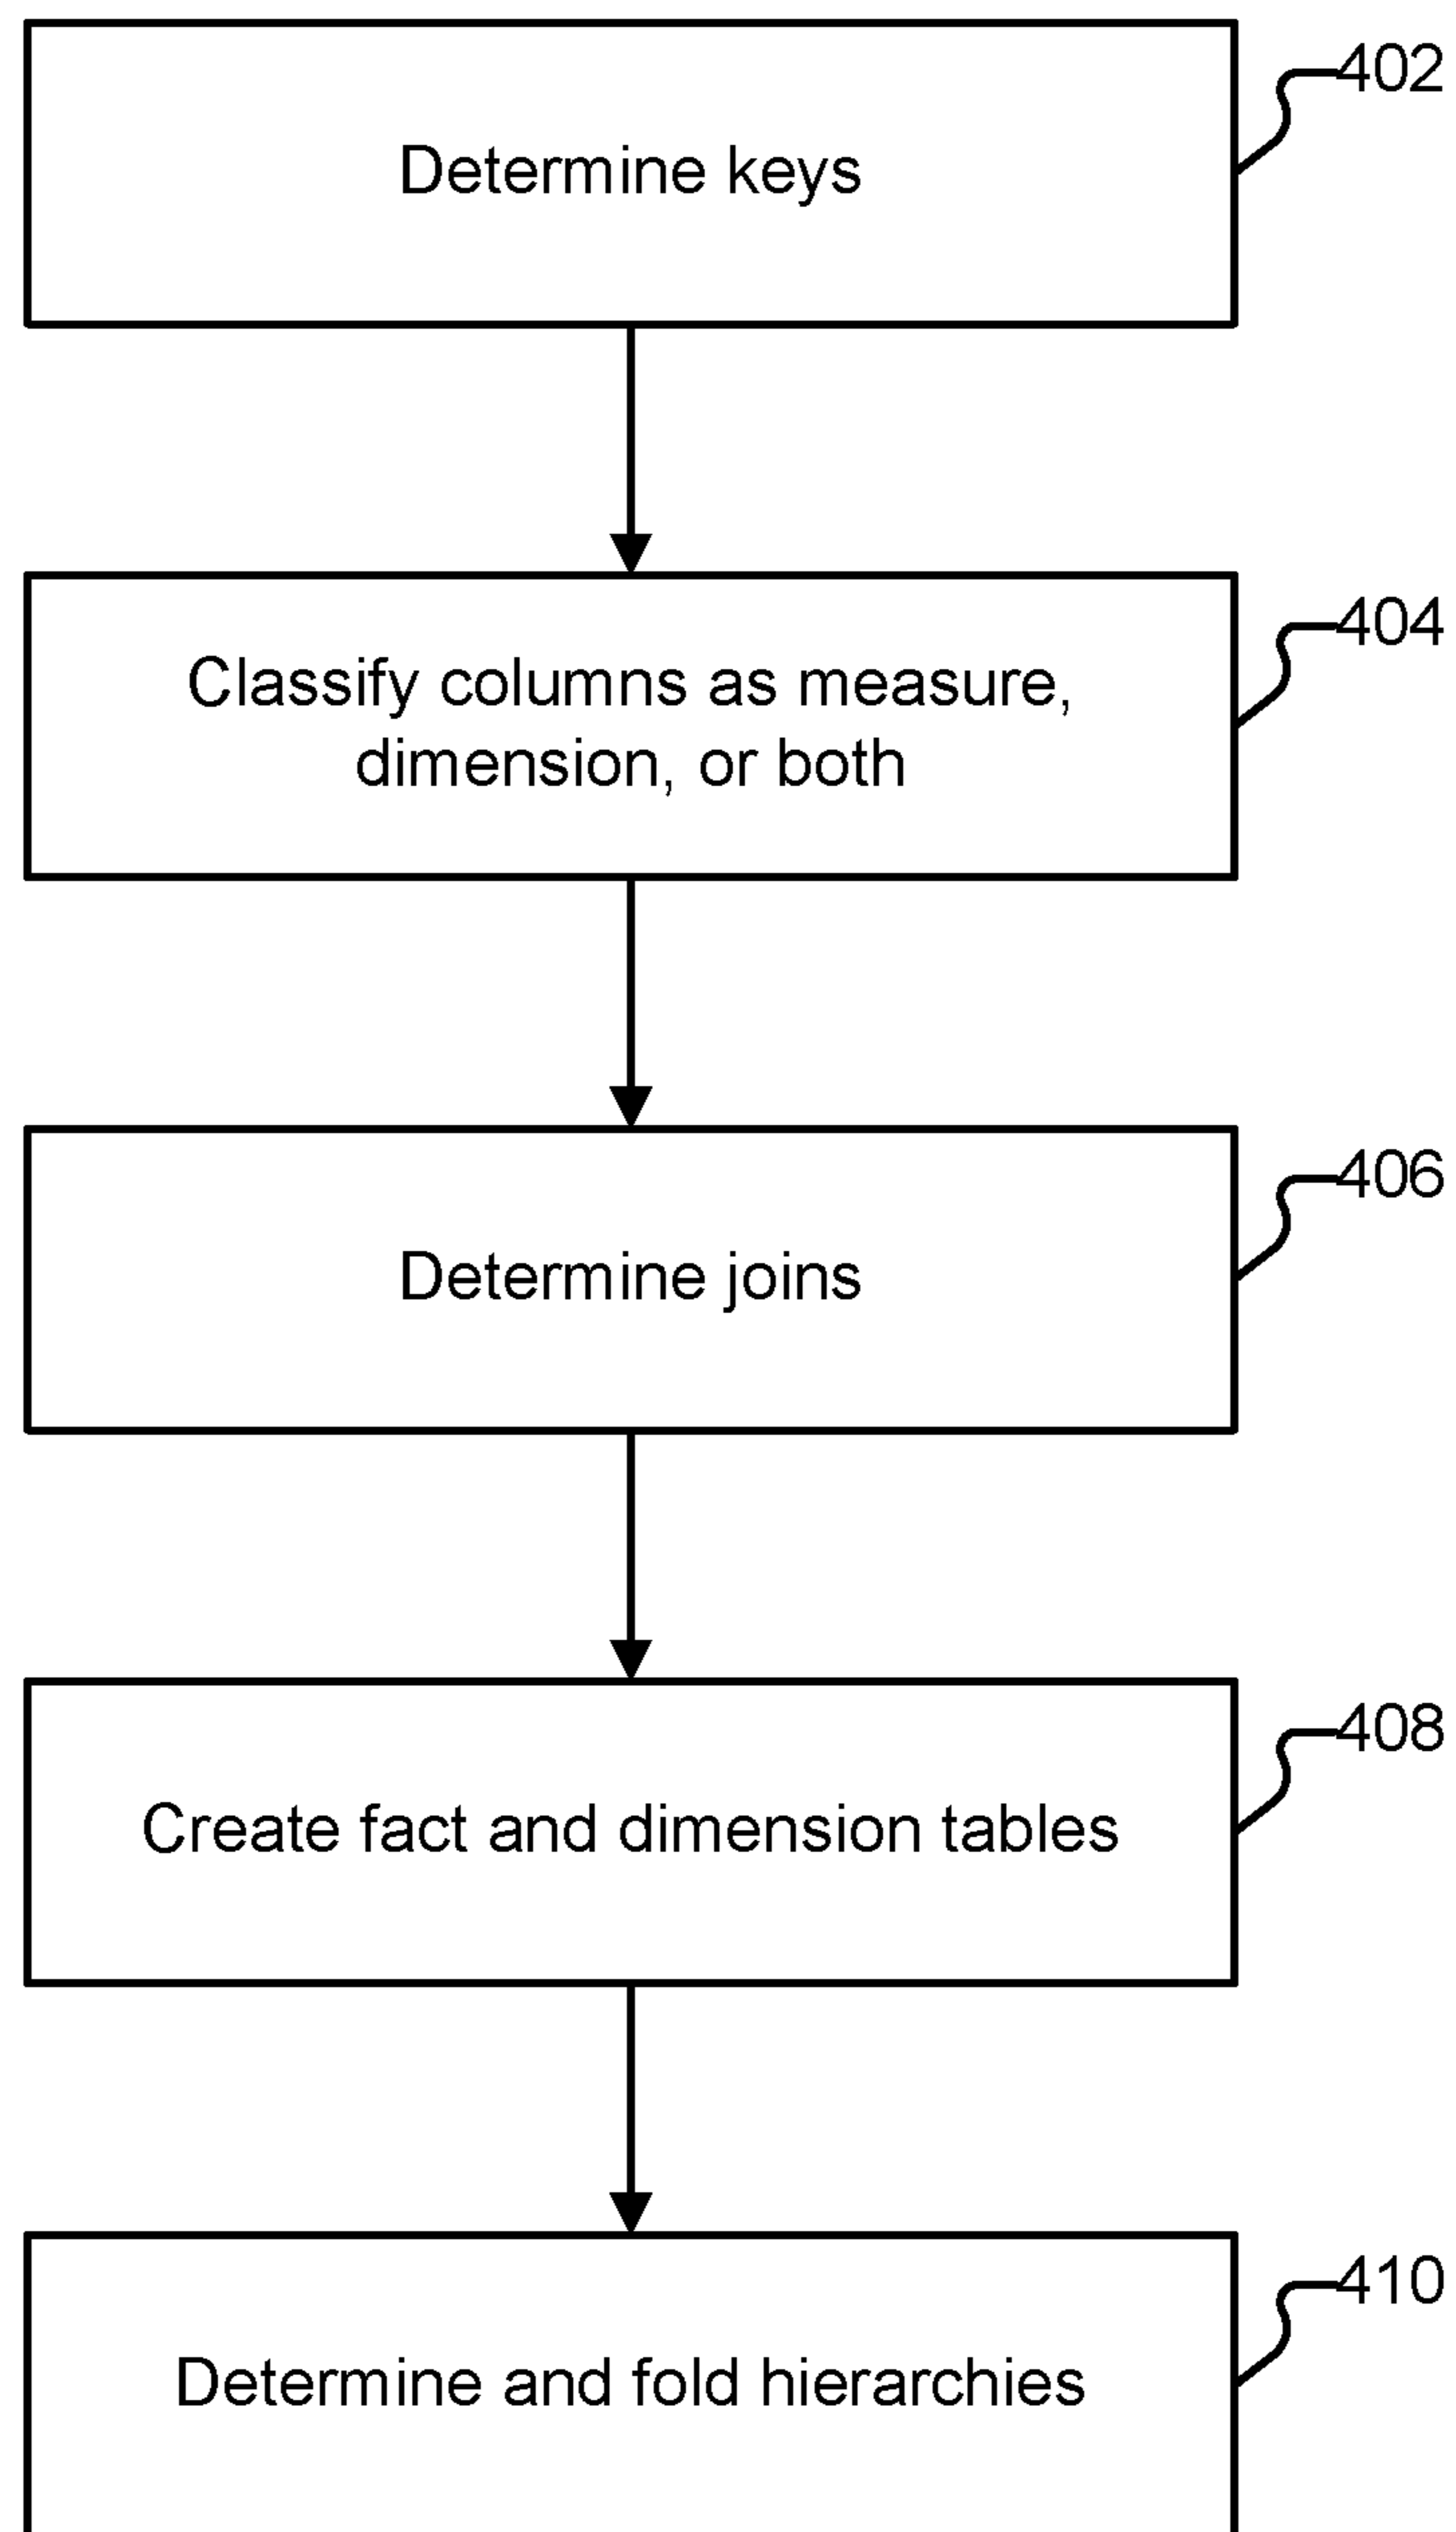 402
Determine keys
404
Classify columns as measure,
dimension, or both
406
Determine joins
408
Create fact and dimension tables
410
Determine and fold hierarchies